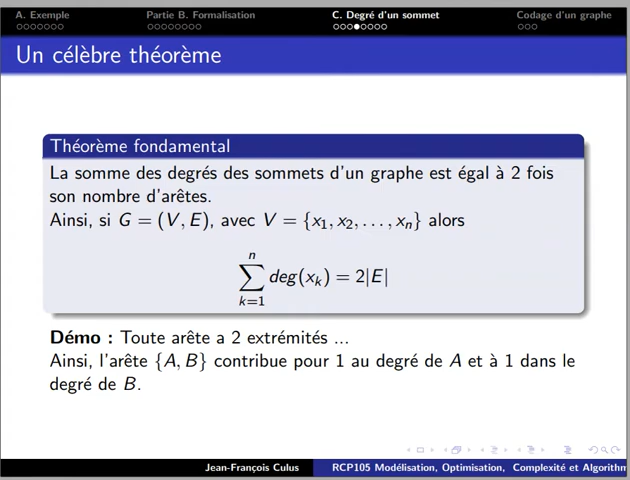 A. Exemple Partie B. Formalisation C. Degré d'un sommet Codage d'un graphe
Un célèbre théorème
Théorème fondamental
La somme des degrés des sommets d'un graphe est égal à 2 fois
son nombre d'arêtes.
Ainsi, si G = (V, E), avec V = {x₁, x₂, . . . , xₙ} alors
n
∑ deg(xₖ) = 2|E|
k=1
Démo : Toute arête a 2 extrémités ...
Ainsi, l'arête {A, B} contribue pour 1 au degré de A et à 1 dans le
degré de B.
Jean-François Culus RCP105 Modélisation, Optimisation, Complexité et Algorithm